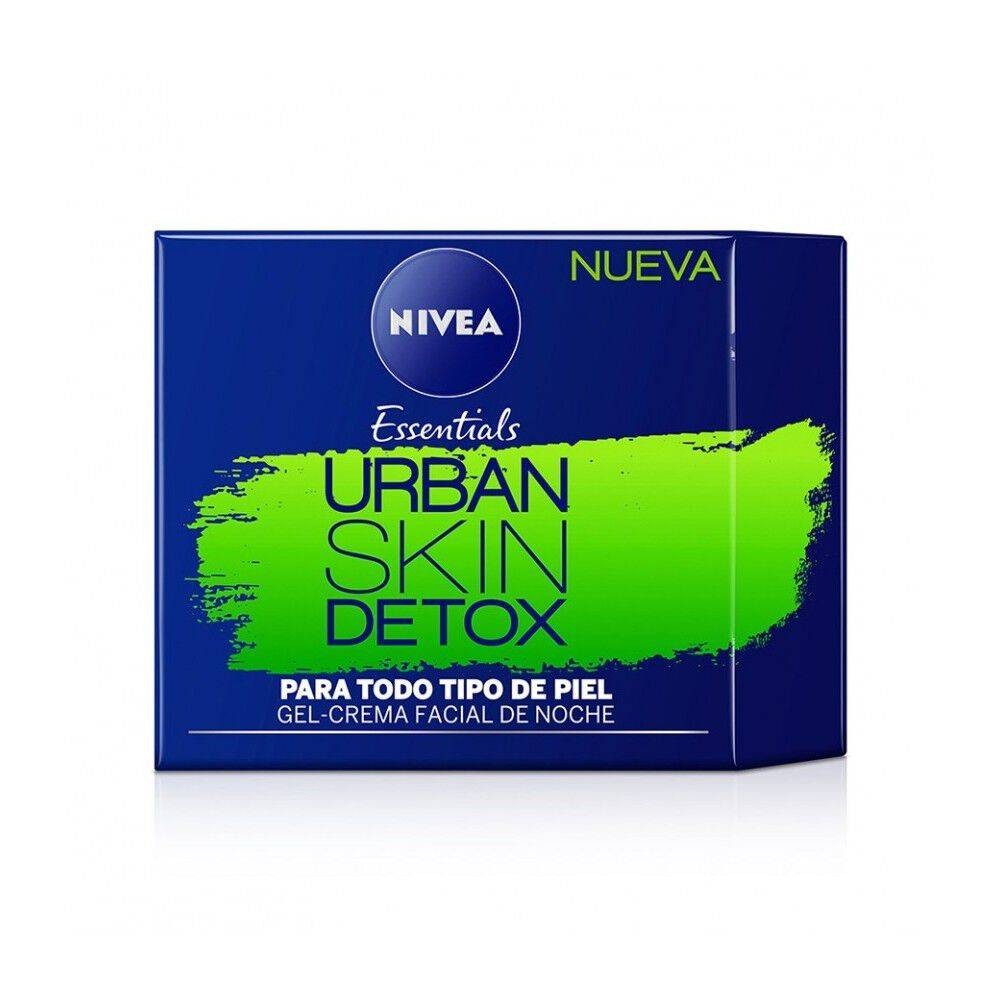 NUEVA
NIVEA
Essentials
URBAN
SKIN
DETOX
PARA TODO TIPO DE PIEL
GEL-CREMA FACIAL DE NOCHE